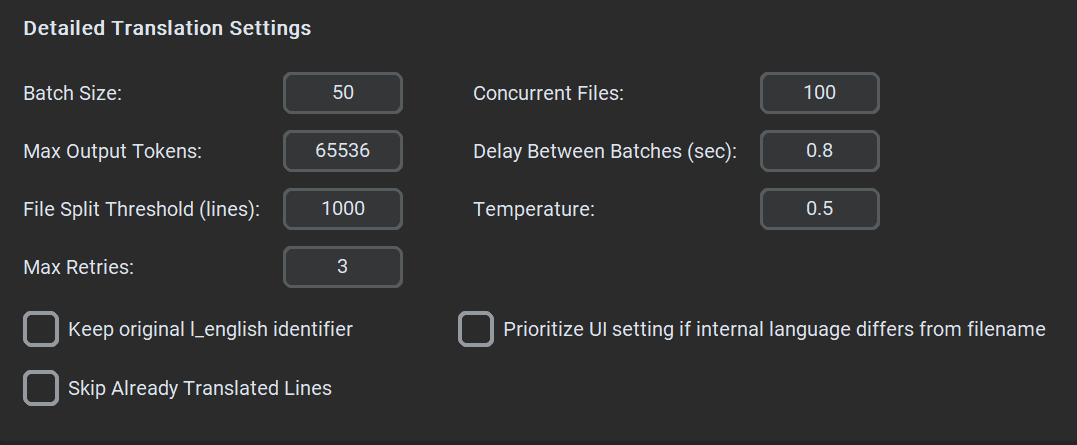 Detailed Translation Settings
Batch Size: 50 Concurrent Files: 100
Max Output Tokens: 65536 Delay Between Batches (sec): 0.8
File Split Threshold (lines): 1000 Temperature: 0.5
Max Retries: 3
Keep original l_english identifier Prioritize UI setting if internal language differs from filename
Skip Already Translated Lines